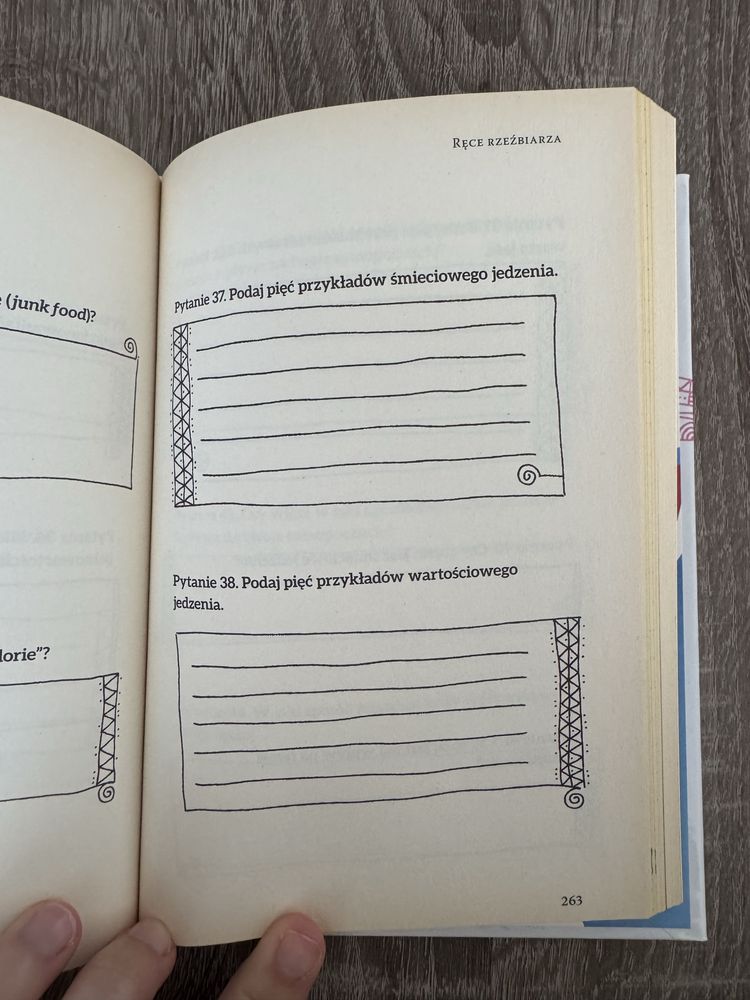 (junk food)?
lorie”?
RĘCE RZEŹBIARZA
Pytanie 37. Podaj pięć przykładów śmieciowego jedzenia.
Pytanie 38. Podaj pięć przykładów wartościowego
jedzenia.
263